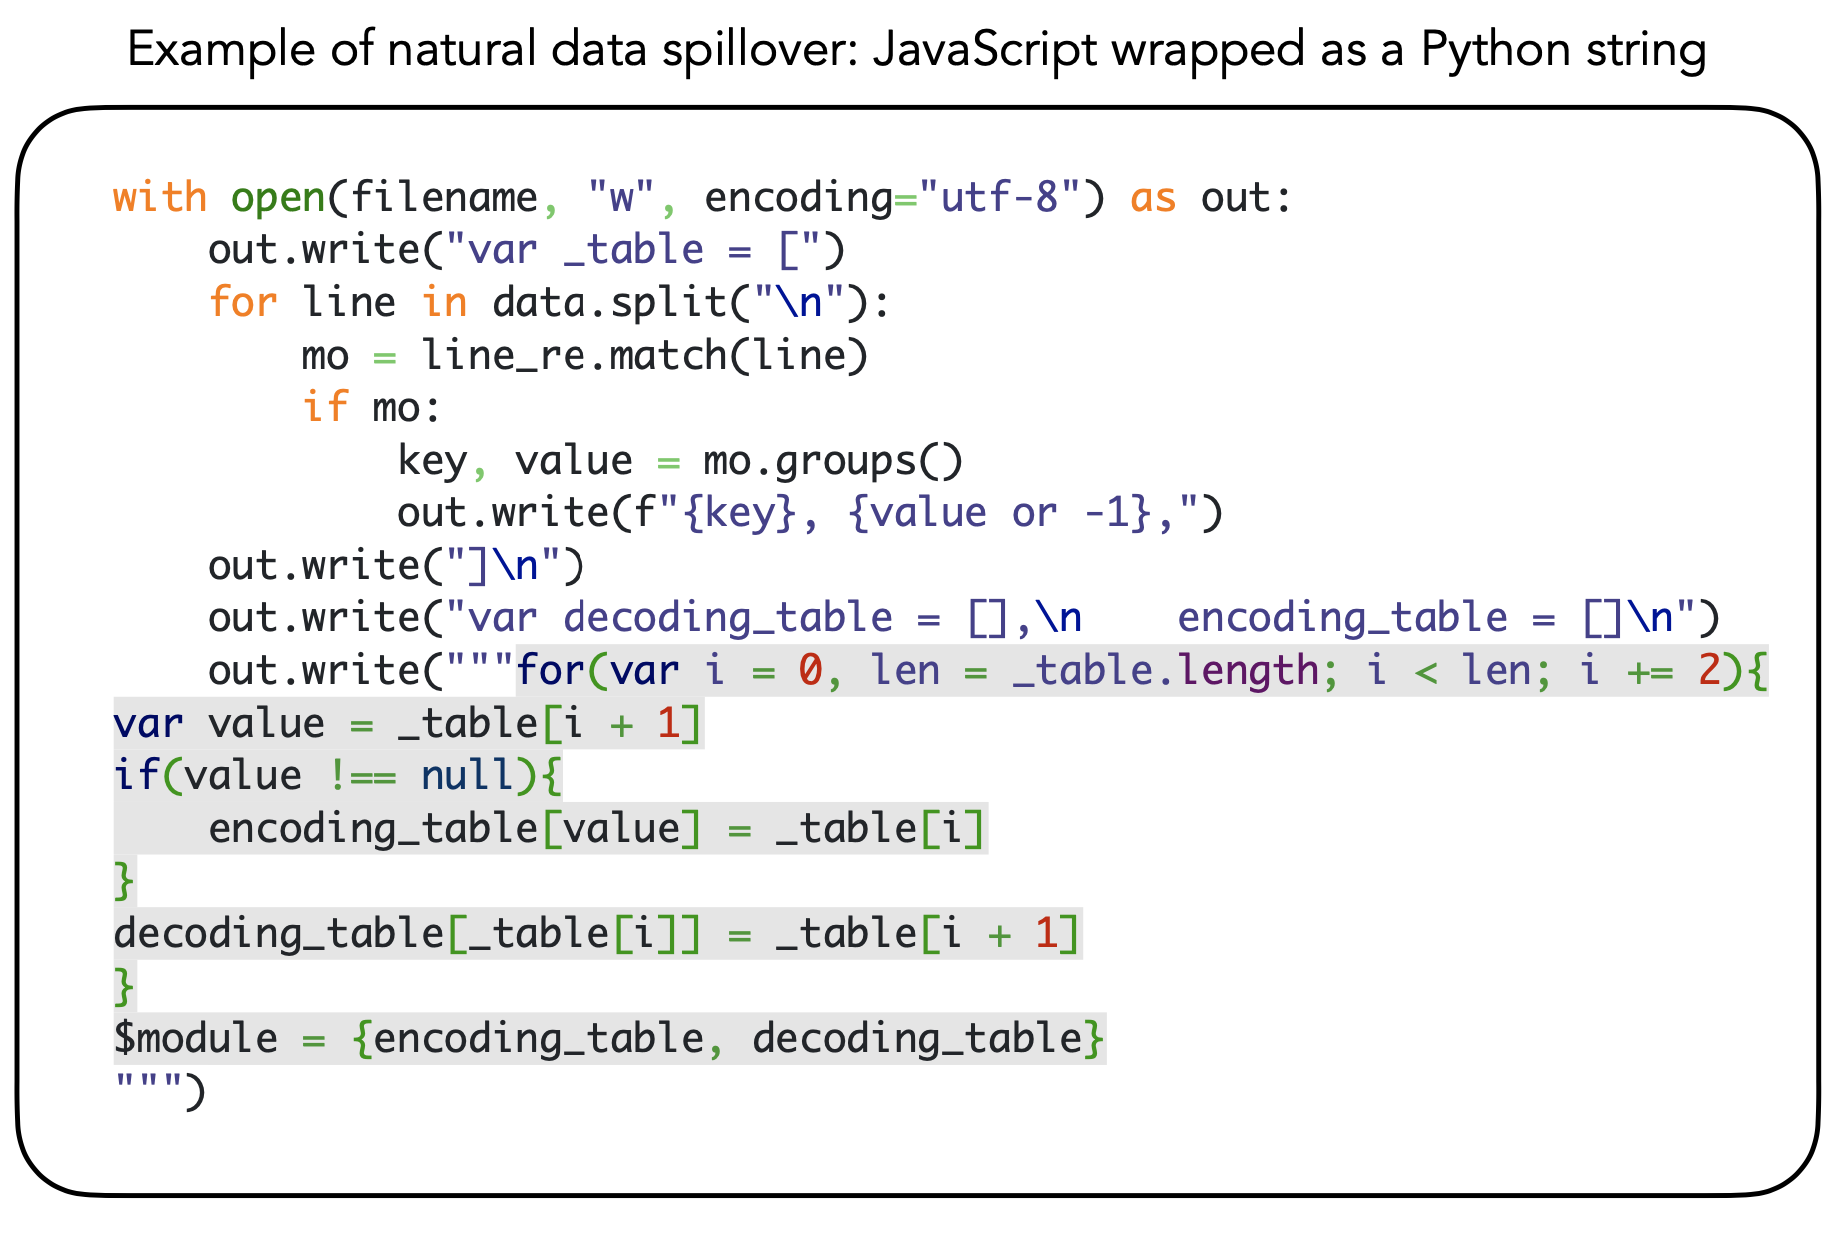 Example of natural data spillover: JavaScript wrapped as a Python string
with open(filename, "w", encoding="utf-8") as out:
    out.write("var _table = [")
    for line in data.split("\n"):
        mo = line_re.match(line)
        if mo:
            key, value = mo.groups()
            out.write(f"{key}, {value or -1},")
    out.write("]\n")
    out.write("var decoding_table = [],\n    encoding_table = []\n")
    out.write("""for(var i = 0, len = _table.length; i < len; i += 2){
var value = _table[i + 1]
if(value !== null){
    encoding_table[value] = _table[i]
}
decoding_table[_table[i]] = _table[i + 1]
}
$module = {encoding_table, decoding_table}
""")